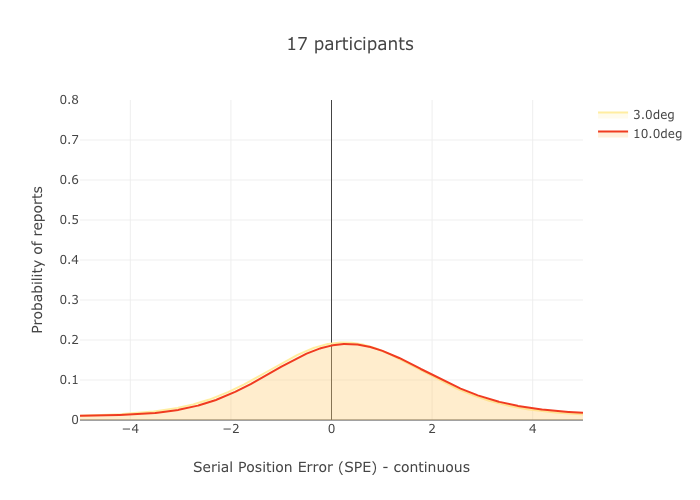 17 participants
0.8
0.7
0.6
0.5
0.4
0.3
0.2
0.1
0
Probability of reports
−4
−2
0
2
4
Serial Position Error (SPE) - continuous
3.0deg
10.0deg